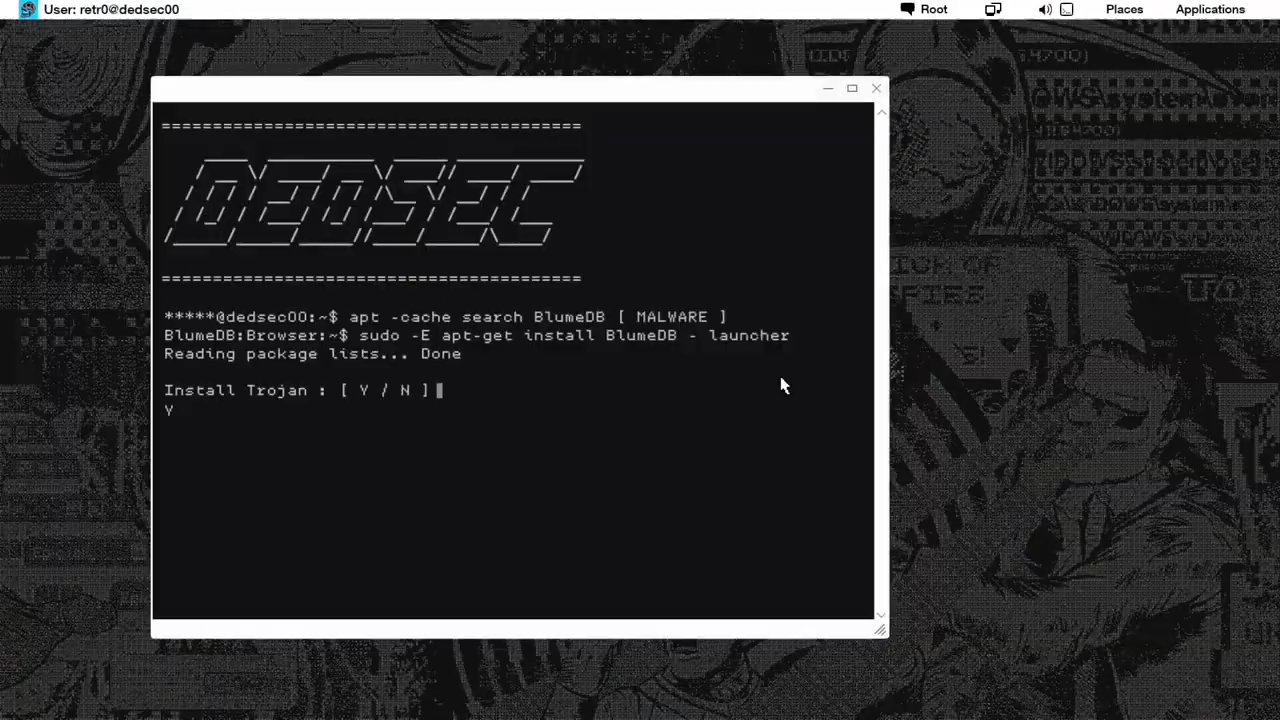 User: retr0@dedsec00
Root
Places
Applications
=========================================
DEDSEC
=========================================
*****@dedsec00:~$ apt -cache search BlumeDB [ MALWARE ]
BlumeDB:Browser:~$ sudo -E apt-get install BlumeDB - launcher
Reading package lists... Done
Install Trojan : [ Y / N ]
Y